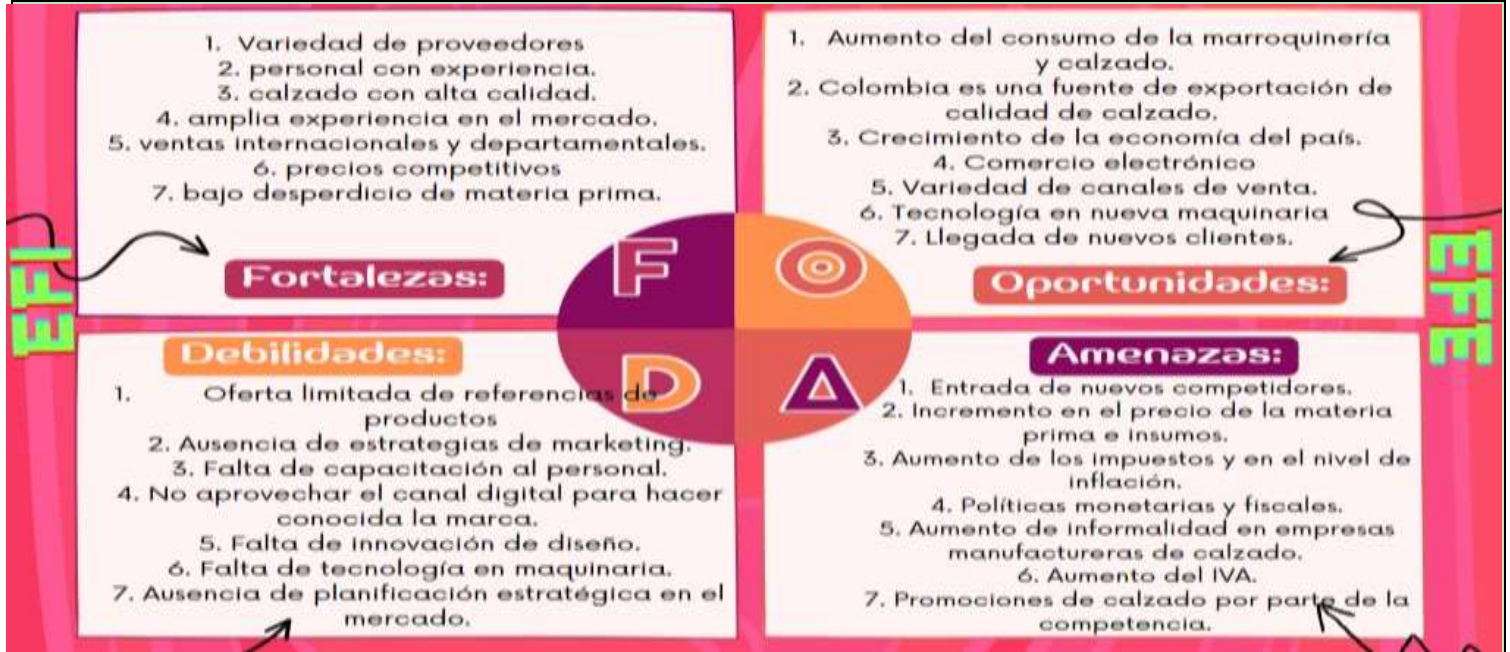 1. Variedad de proveedores
2. personal con experiencia.
3. calzado con alta calidad.
4. amplia experiencia en el mercado.
5. ventas internacionales y departamentales.
6. precios competitivos
7. bajo desperdicio de materia prima.
Fortalezas:
EFI
1. Aumento del consumo de la marroquinería
y calzado.
2. Colombia es una fuente de exportación de
calidad de calzado.
3. Crecimiento de la economía del país.
4. Comercio electrónico
5. Variedad de canales de venta.
6. Tecnología en nueva maquinaria
7. Llegada de nuevos clientes.
Oportunidades:
EFE
F O
D A
Debilidades:
1. Oferta limitada de referencias de
productos
2. Ausencia de estrategias de marketing.
3. Falta de capacitación al personal.
4. No aprovechar el canal digital para hacer
conocida la marca.
5. Falta de innovación de diseño.
6. Falta de tecnología en maquinaria.
7. Ausencia de planificación estratégica en el
mercado.
Amenazas:
1. Entrada de nuevos competidores.
2. Incremento en el precio de la materia
prima e insumos.
3. Aumento de los impuestos y en el nivel de
inflación.
4. Políticas monetarias y fiscales.
5. Aumento de informalidad en empresas
manufactureras de calzado.
6. Aumento del IVA.
7. Promociones de calzado por parte de la
competencia.